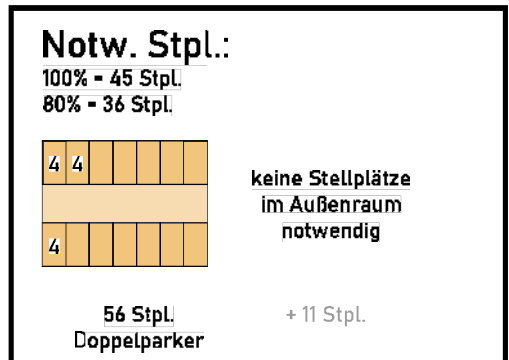 Notw. Stpl.:
100% - 45 Stpl.
80% - 36 Stpl.
4 4
4
keine Stellplätze
im Außenraum
notwendig
56 Stpl.
Doppelparker
+ 11 Stpl.